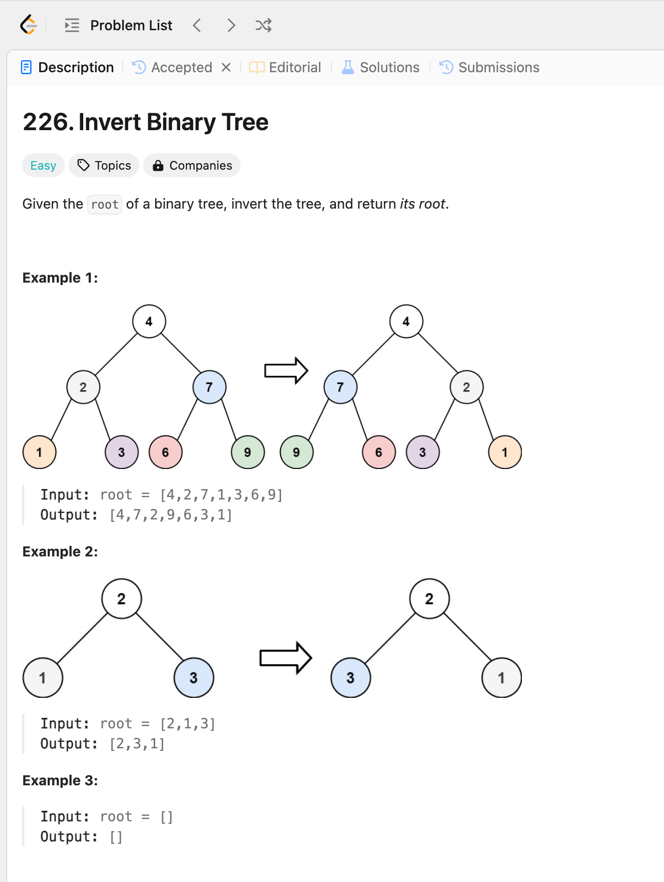 Problem List
Description Accepted Editorial Solutions Submissions
226. Invert Binary Tree
Easy Topics Companies
Given the root of a binary tree, invert the tree, and return its root.
Example 1:
4 4
2 7 7 2
1 3 6 9 9 6 3 1
Input: root = [4,2,7,1,3,6,9]
Output: [4,7,2,9,6,3,1]
Example 2:
2 2
1 3 3 1
Input: root = [2,1,3]
Output: [2,3,1]
Example 3:
Input: root = []
Output: []